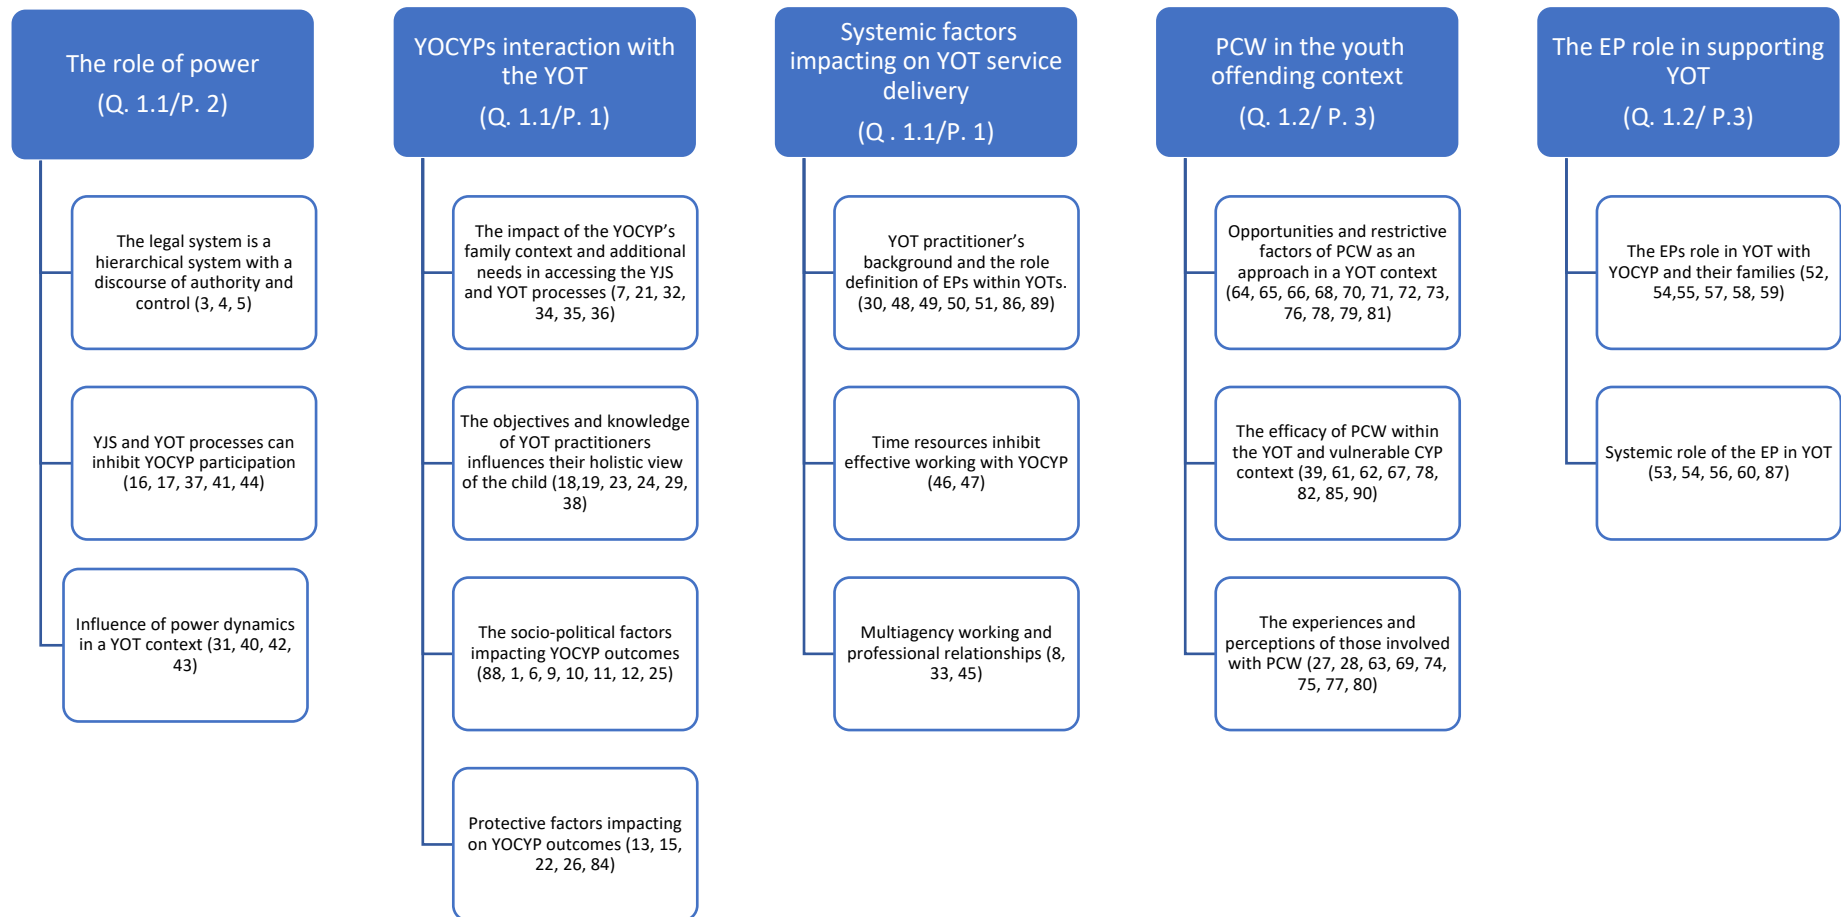 The role of power
(Q. 1.1/P. 2)
The legal system is a
hierarchical system with a
discourse of authority and
control (3, 4, 5)
YJS and YOT processes can
inhibit YOCYP participation
(16, 17, 37, 41, 44)
Influence of power dynamics
in a YOT context (31, 40, 42,
43)
YOCYPs interaction with
the YOT
(Q. 1.1/P. 1)
The impact of the YOCYP's
family context and additional
needs in accessing the YJS
and YOT processes (7, 21, 32,
34, 35, 36)
The objectives and knowledge
of YOT practitioners
influences their holistic view
of the child (18,19, 23, 24, 29,
38)
The socio-political factors
impacting YOCYP outcomes
(88, 1, 6, 9, 10, 11, 12, 25)
Protective factors impacting
on YOCYP outcomes (13, 15,
22, 26, 84)
Systemic factors
impacting on YOT service
delivery
(Q . 1.1/P. 1)
YOT practitioner's
background and the role
definition of EPs within YOTs.
(30, 48, 49, 50, 51, 86, 89)
Time resources inhibit
effective working with YOCYP
(46, 47)
Multiagency working and
professional relationships (8,
33, 45)
PCW in the youth
offending context
(Q. 1.2/ P. 3)
Opportunities and restrictive
factors of PCW as an
approach in a YOT context
(64, 65, 66, 68, 70, 71, 72, 73,
76, 78, 79, 81)
The efficacy of PCW within
the YOT and vulnerable CYP
context (39, 61, 62, 67, 78,
82, 85, 90)
The experiences and
perceptions of those involved
with PCW (27, 28, 63, 69, 74,
75, 77, 80)
The EP role in supporting
YOT
(Q. 1.2/ P.3)
The EPs role in YOT with
YOCYP and their families (52,
54,55, 57, 58, 59)
Systemic role of the EP in YOT
(53, 54, 56, 60, 87)